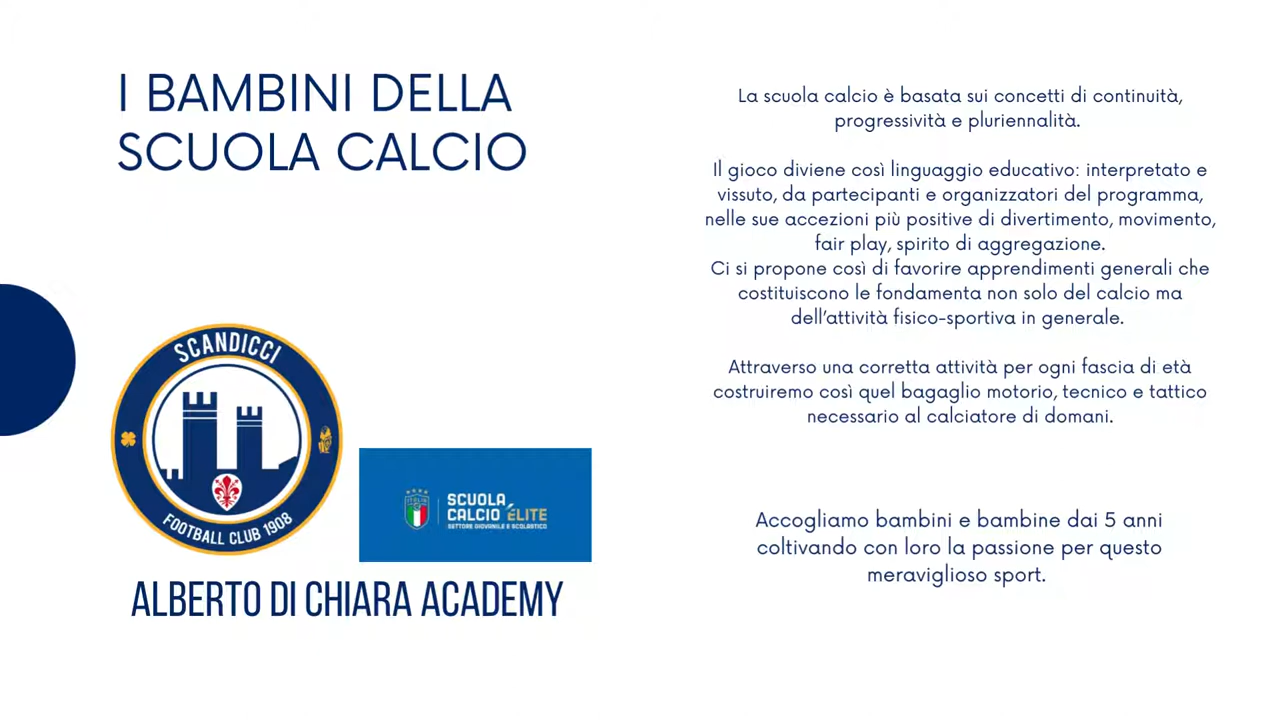 I BAMBINI DELLA
SCUOLA CALCIO
La scuola calcio è basata sui concetti di continuità,
progressività e pluriennalità.
Il gioco diviene così linguaggio educativo: interpretato e
vissuto, da partecipanti e organizzatori del programma,
nelle sue accezioni più positive di divertimento, movimento,
fair play, spirito di aggregazione.
Ci si propone così di favorire apprendimenti generali che
costituiscono le fondamenta non solo del calcio ma
dell'attività fisico-sportiva in generale.
Attraverso una corretta attività per ogni fascia di età
costruiremo così quel bagaglio motorio, tecnico e tattico
necessario al calciatore di domani.
Accogliamo bambini e bambine dai 5 anni
coltivando con loro la passione per questo
meraviglioso sport.
SCANDICCI
FOOTBALL CLUB 1908
ITALIA
SCUOLA
CALCIO ÉLITE
SETTORE GIOVANILE E SCOLASTICO
ALBERTO DI CHIARA ACADEMY